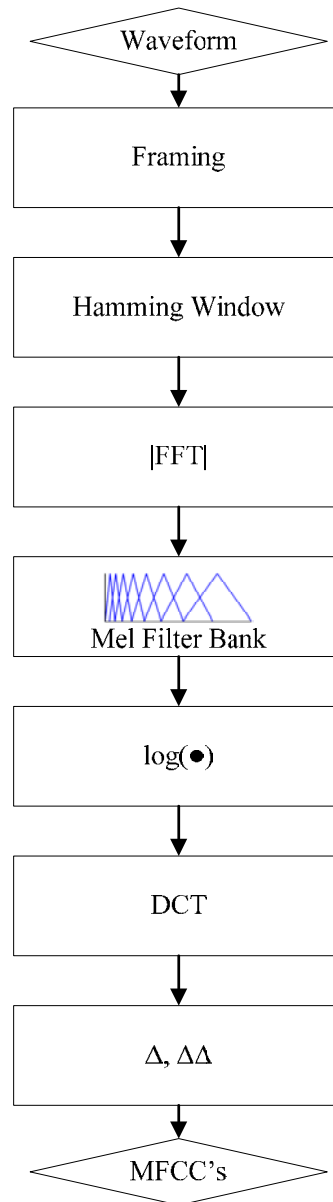 Waveform
Framing
Hamming Window
|FFT|
Mel Filter Bank
log(●)
DCT
Δ, ΔΔ
MFCC's